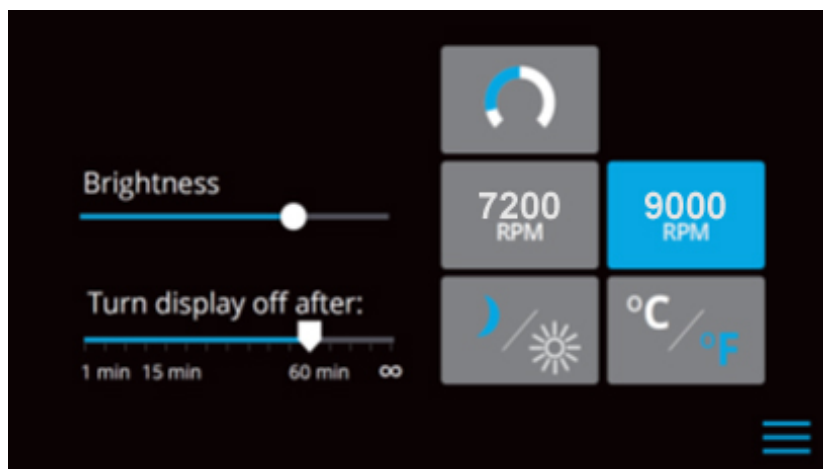 Brightness
Turn display off after:
1 min 15 min 60 min ∞
7200
RPM
9000
RPM
°C/°F